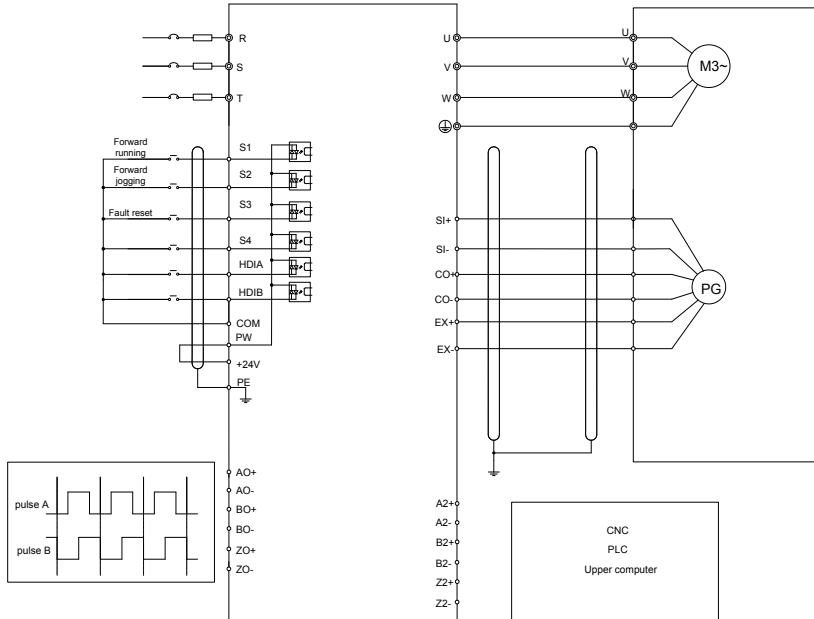 R
S
T
U
V
W
U
V
W
M3~
Forward
running
S1
Forward
jogging
S2
Fault reset
S3
S4
HDIA
HDIB
COM
PW
+24V
PE
SI+
SI-
CO+
CO-
EX+
EX-
PG
pulse A
pulse B
AO+
AO-
BO+
BO-
ZO+
ZO-
A2+
A2-
B2+
B2-
Z2+
Z2-
CNC
PLC
Upper computer